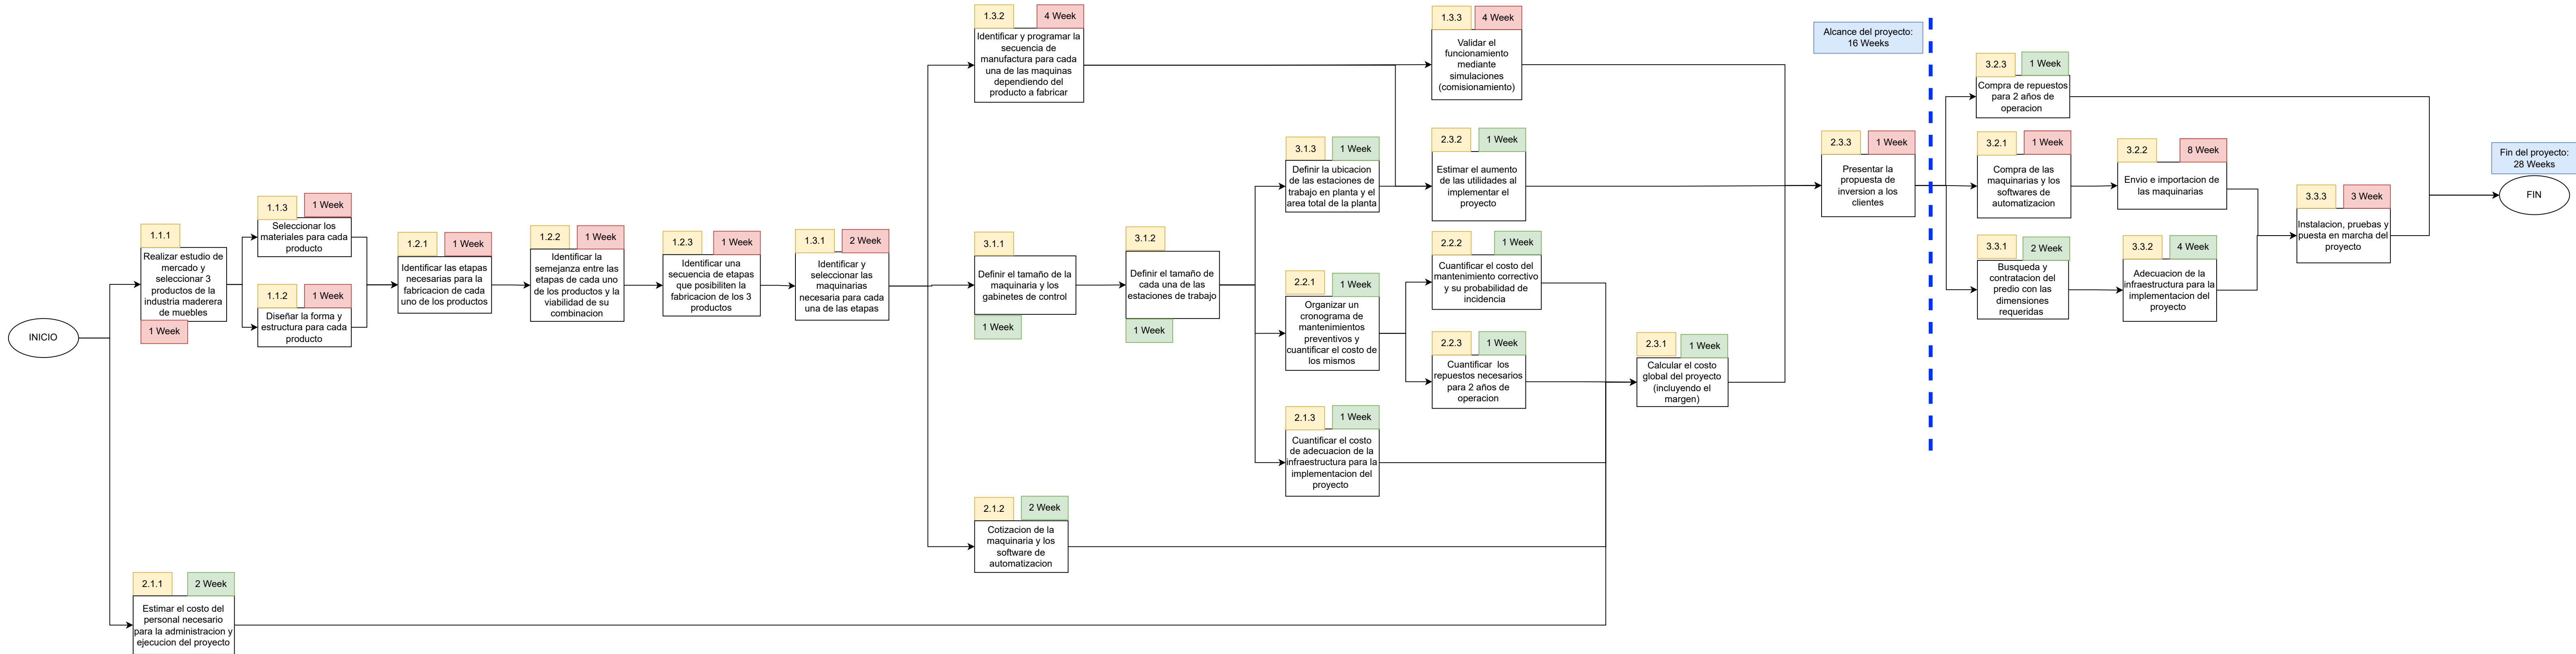 INICIO
1.1.1
Realizar estudio de
mercado y
seleccionar 3
productos de la
industria maderera
de muebles
1 Week
2.1.1
2 Week
Estimar el costo del
personal necesario
para la administracion y
ejecucion del proyecto
1.1.3
1 Week
Seleccionar los
materiales para cada
producto
1.1.2
1 Week
Diseñar la forma y
estructura para cada
producto
1.2.1
1 Week
Identificar las etapas
necesarias para la
fabricacion de cada
uno de los productos
1.2.2
1 Week
Identificar la
semejanza entre las
etapas de cada uno
de los productos y la
viabilidad de su
combinacion
1.2.3
1 Week
Identificar una
secuencia de etapas
que posibiliten la
fabricacion de los 3
productos
1.3.1
2 Week
Identificar y
seleccionar las
maquinarias
necesaria para cada
una de las etapas
1.3.2
4 Week
Identificar y programar la
secuencia de
manufactura para cada
una de las maquinas
dependiendo del
producto a fabricar
3.1.1
Definir el tamaño de la
maquinaria y los
gabinetes de control
1 Week
2.1.2
2 Week
Cotizacion de la
maquinaria y los
software de
automatizacion
3.1.2
Definir el tamaño de
cada una de las
estaciones de trabajo
1 Week
3.1.3
1 Week
Definir la ubicacion
de las estaciones de
trabajo en planta y el
area total de la planta
2.2.1
1 Week
Organizar un
cronograma de
mantenimientos
preventivos y
cuantificar el costo de
los mismos
2.1.3
1 Week
Cuantificar el costo
de adecuacion de la
infraestructura para la
implementacion del
proyecto
1.3.3
4 Week
Validar el
funcionamiento
mediante
simulaciones
(comisionamiento)
2.3.2
1 Week
Estimar el aumento
de las utilidades al
implementar el
proyecto
2.2.2
1 Week
Cuantificar el costo del
mantenimiento correctivo
y su probabilidad de
incidencia
2.2.3
1 Week
Cuantificar los
repuestos necesarios
para 2 años de
operacion
2.3.1
1 Week
Calcular el costo
global del proyecto
(incluyendo el
margen)
Alcance del proyecto:
16 Weeks
2.3.3
1 Week
Presentar la
propuesta de
inversion a los
clientes
3.2.3
1 Week
Compra de repuestos
para 2 años de
operacion
3.2.1
1 Week
Compra de las
maquinarias y los
softwares de
automatizacion
3.3.1
2 Week
Busqueda y
contratacion del
predio con las
dimensiones
requeridas
3.2.2
8 Week
Envio e importacion de
las maquinarias
3.3.2
4 Week
Adecuacion de la
infraestructura para la
implementacion del
proyecto
3.3.3
3 Week
Instalacion, pruebas y
puesta en marcha del
proyecto
Fin del proyecto:
28 Weeks
FIN